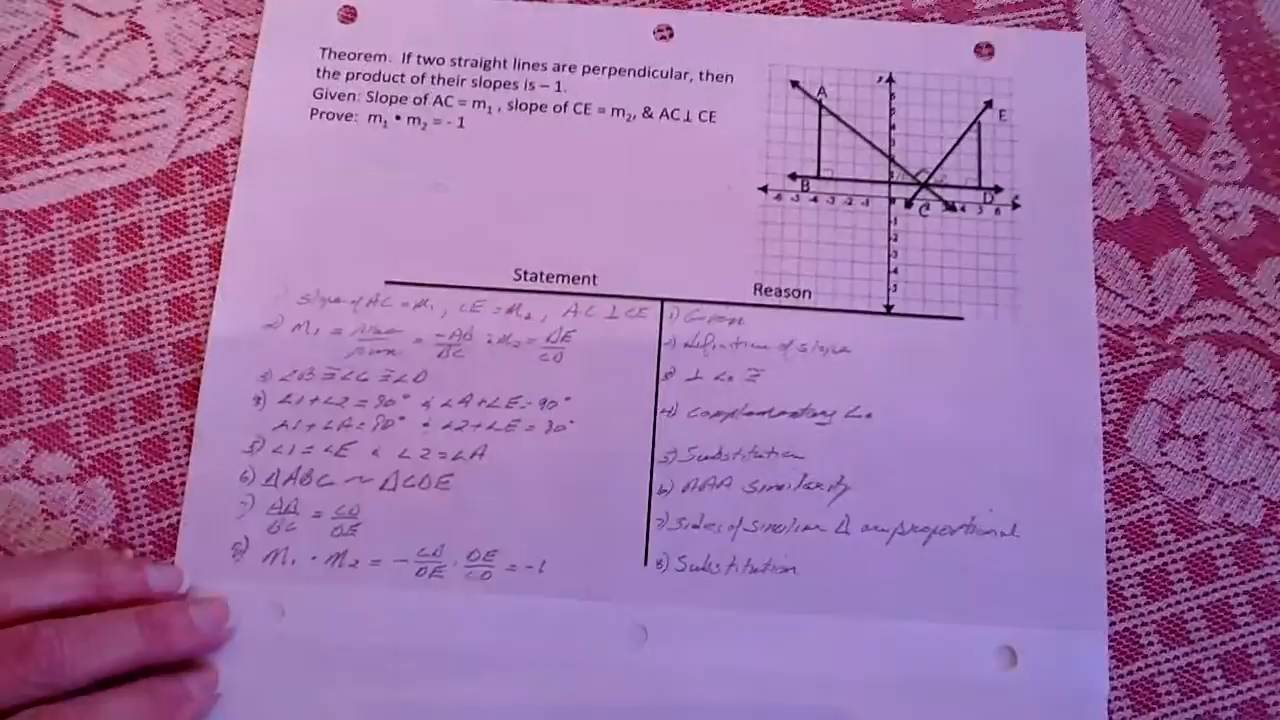 Theorem. If two straight lines are perpendicular, then
the product of their slopes is – 1.
Given: Slope of AC = m₁ , slope of CE = m₂, & AC⊥ CE
Prove: m₁ • m₂ = - 1
A
E
B
D
C
Statement
Reason
Slope of AC = m₁, CE = m₂, AC ⊥ CE
1) Given
2) m₁ = rise/run = -AB/BC ; m₂ = DE/CD
2) definition of slope
3) ∠B ≅ ∠C ≅ ∠D
3) ⊥ ∠s ≅
4) ∠1+∠2 = 90° & ∠A+∠E = 90°
4) Complementary ∠s
∠1+∠A = 90° & ∠2+∠E = 90°
5) ∠1 = ∠E & ∠2 = ∠A
5) Substitution
6) ΔABC ~ ΔCDE
6) AAA similarity
7) AB/BC = CD/DE
7) Sides of similar Δ are proportional
8) m₁ · m₂ = - CD/DE · DE/CD = -1
8) Substitution